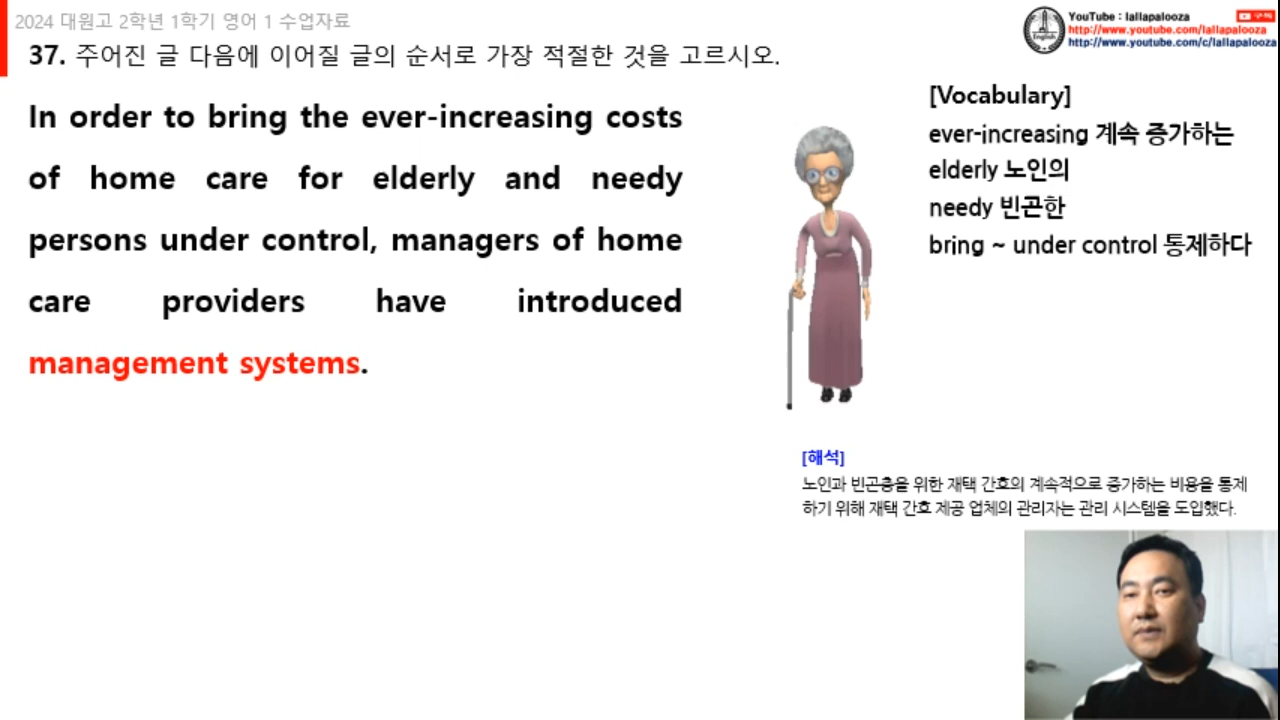 2024 대원고 2학년 1학기 영어 1 수업자료
37. 주어진 글 다음에 이어질 글의 순서로 가장 적절한 것을 고르시오.
YouTube : lallapalooza
http://www.youtube.com/lallapalooza
http://www.youtube.com/c/lallapalooza
English
In order to bring the ever-increasing costs
of home care for elderly and needy
persons under control, managers of home
care providers have introduced
management systems.
[Vocabulary]
ever-increasing 계속 증가하는
elderly 노인의
needy 빈곤한
bring ~ under control 통제하다
[해석]
노인과 빈곤층을 위한 재택 간호의 계속적으로 증가하는 비용을 통제
하기 위해 재택 간호 제공 업체의 관리자는 관리 시스템을 도입했다.